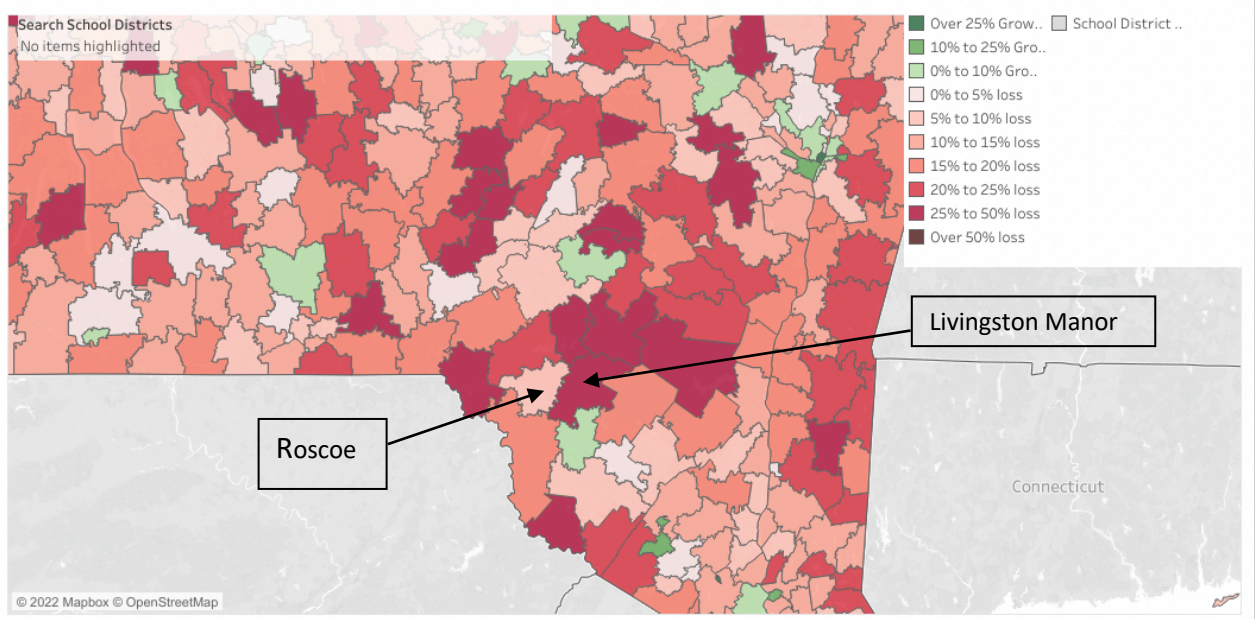 Search School Districts
No items highlighted
Over 25% Grow..
School District ..
10% to 25% Gro..
0% to 10% Gro..
0% to 5% loss
5% to 10% loss
10% to 15% loss
15% to 20% loss
20% to 25% loss
25% to 50% loss
Over 50% loss
Livingston Manor
Roscoe
Connecticut
© 2022 Mapbox © OpenStreetMap